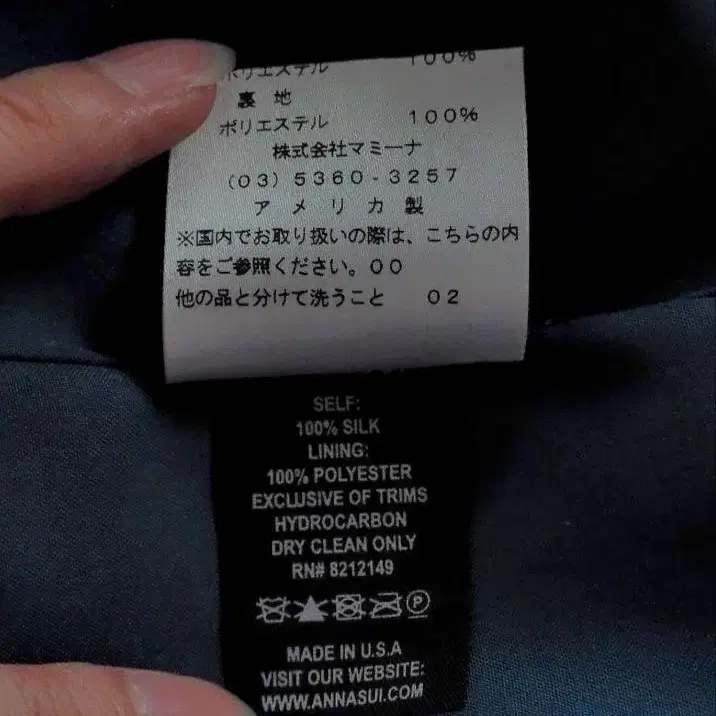 ポリエステル 100%
裏 地
ポリエステル 100%
株式会社マミーナ
(03) 5360-3257
ア メ リ カ 製
※国内でお取り扱いの際は、こちらの内
容をご参照ください。00
他の品と分けて洗うこと 02
SELF:
100% SILK
LINING:
100% POLYESTER
EXCLUSIVE OF TRIMS
HYDROCARBON
DRY CLEAN ONLY
RN# 8212149
P
MADE IN U.S.A
VISIT OUR WEBSITE:
WWW.ANNASUI.COM